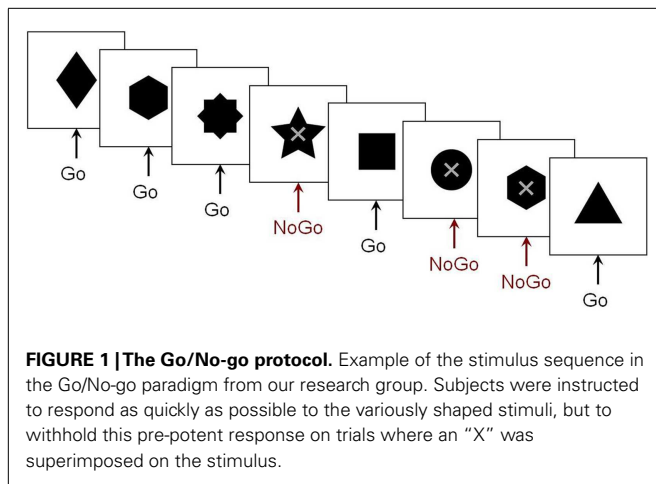 Go
Go
Go
NoGo
Go
NoGo
NoGo
Go
FIGURE 1 | The Go/No-go protocol. Example of the stimulus sequence in
the Go/No-go paradigm from our research group. Subjects were instructed
to respond as quickly as possible to the variously shaped stimuli, but to
withhold this pre-potent response on trials where an “X” was
superimposed on the stimulus.